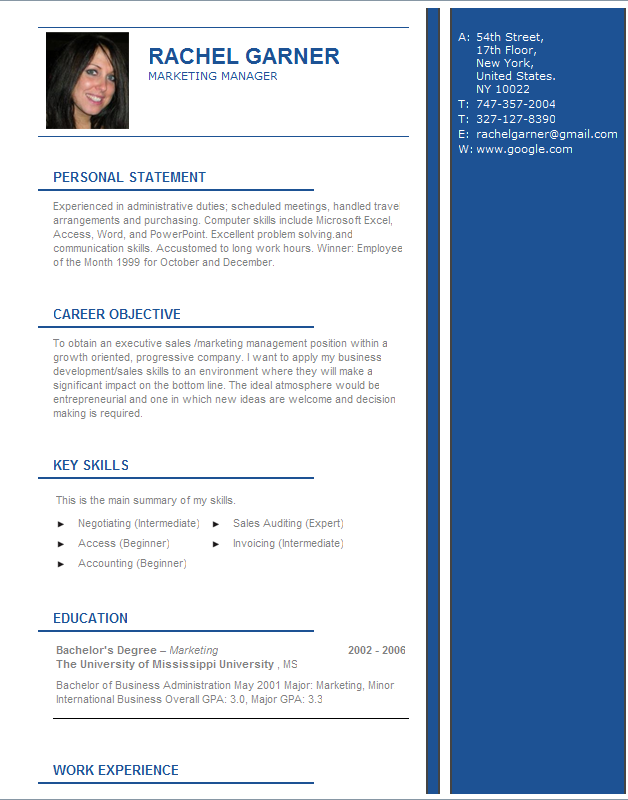 RACHEL GARNER
MARKETING MANAGER
A: 54th Street,
17th Floor,
New York,
United States.
NY 10022
T: 747-357-2004
T: 327-127-8390
E: rachelgarner@gmail.com
W: www.google.com
PERSONAL STATEMENT
Experienced in administrative duties; scheduled meetings, handled trave
arrangements and purchasing. Computer skills include Microsoft Excel,
Access, Word, and PowerPoint. Excellent problem solving.and
communication skills. Accustomed to long work hours. Winner: Employee
of the Month 1999 for October and December.
CAREER OBJECTIVE
To obtain an executive sales /marketing management position within a
growth oriented, progressive company. I want to apply my business
development/sales skills to an environment where they will make a
significant impact on the bottom line. The ideal atmosphere would be
entrepreneurial and one in which new ideas are welcome and decision
making is required.
KEY SKILLS
This is the main summary of my skills.
► Negotiating (Intermediate) ► Sales Auditing (Expert)
► Access (Beginner) ► Invoicing (Intermediate)
► Accounting (Beginner)
EDUCATION
Bachelor's Degree – Marketing 2002 - 2006
The University of Mississippi University , MS
Bachelor of Business Administration May 2001 Major: Marketing, Minor
International Business Overall GPA: 3.0, Major GPA: 3.3
WORK EXPERIENCE